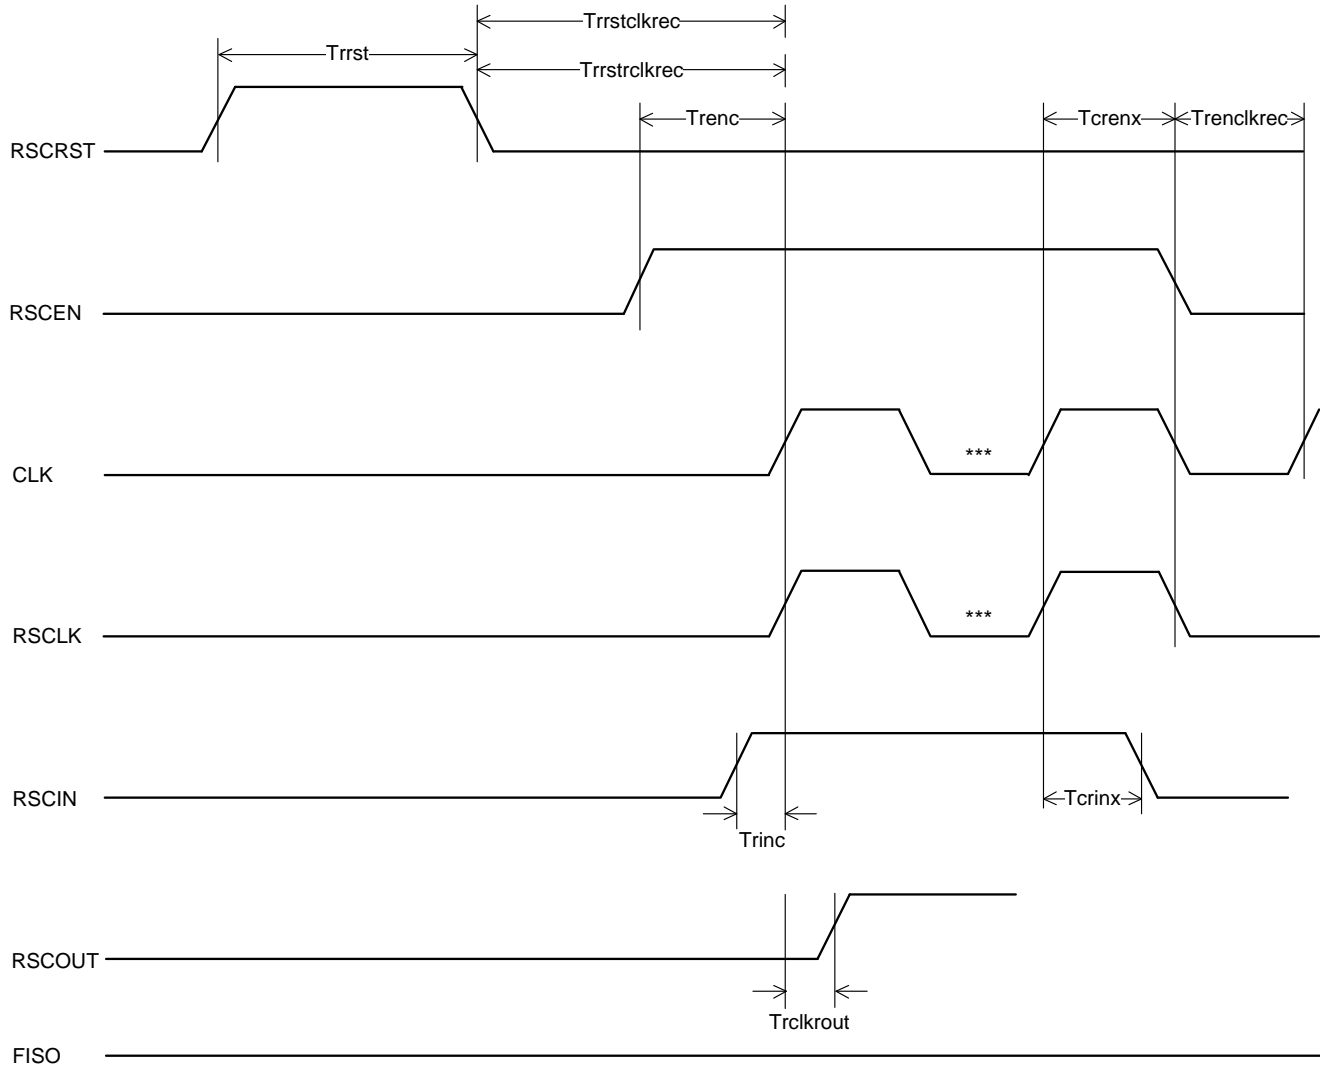 Trrstclkrec
Trrst
Trrstrclkrec
Trenc
Tcrenx
Trenclkrec
RSCRST
RSCEN
CLK
***
RSCLK
***
RSCIN
Tcrinx
Trinc
RSCOUT
Trclkrout
FISO